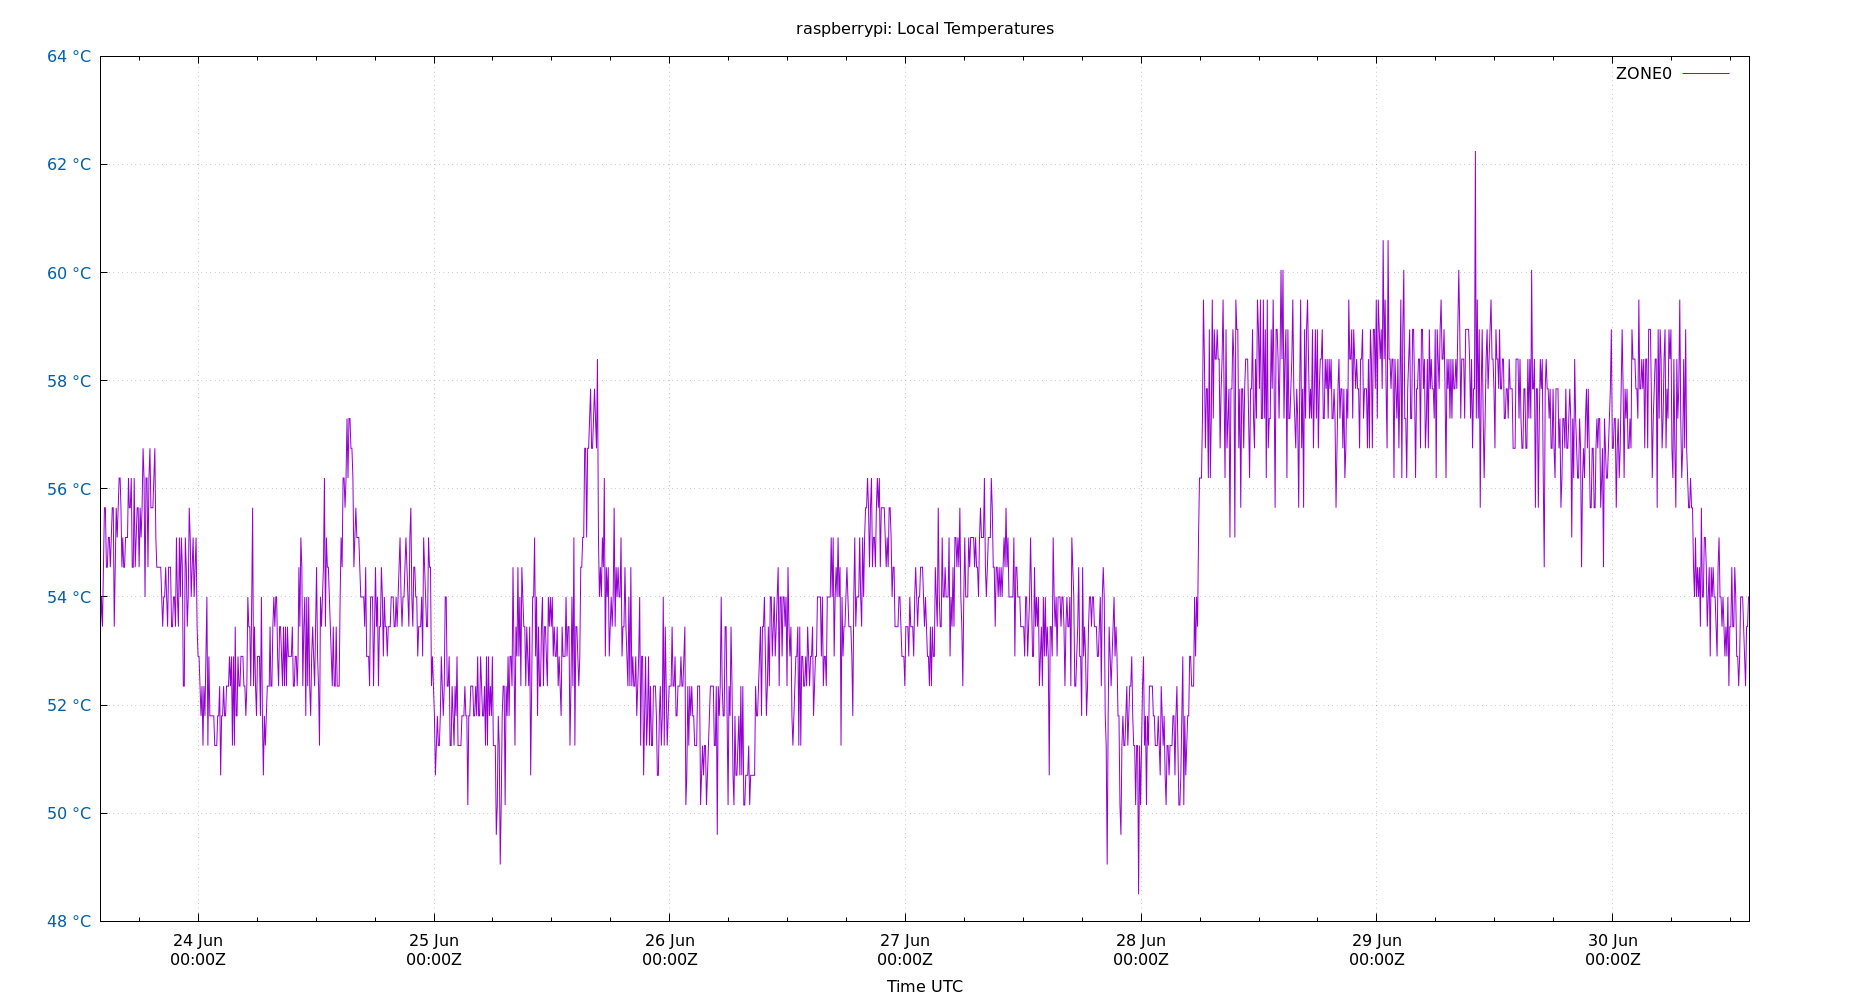 raspberrypi: Local Temperatures
64 °C
ZONE0
62 °C
60 °C
58 °C
56 °C
54 °C
52 °C
50 °C
48 °C
24 Jun 25 Jun 26 Jun 27 Jun 28 Jun 29 Jun 30 Jun
00:00Z 00:00Z 00:00Z 00:00Z 00:00Z 00:00Z 00:00Z
Time UTC